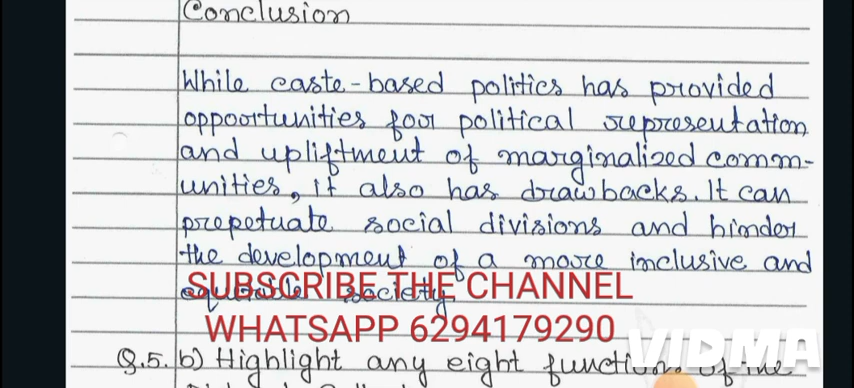 Conclusion
While caste-based politics has provided
opportunities for political representation
and upliftment of marginalized comm-
unities, it also has drawbacks. It can
prepetuate social divisions and hinder
the development of a more inclusive and
society
SUBSCRIBE THE CHANNEL
WHATSAPP 6294179290
VIDMA
Q.5. b) Highlight any eight functions of the